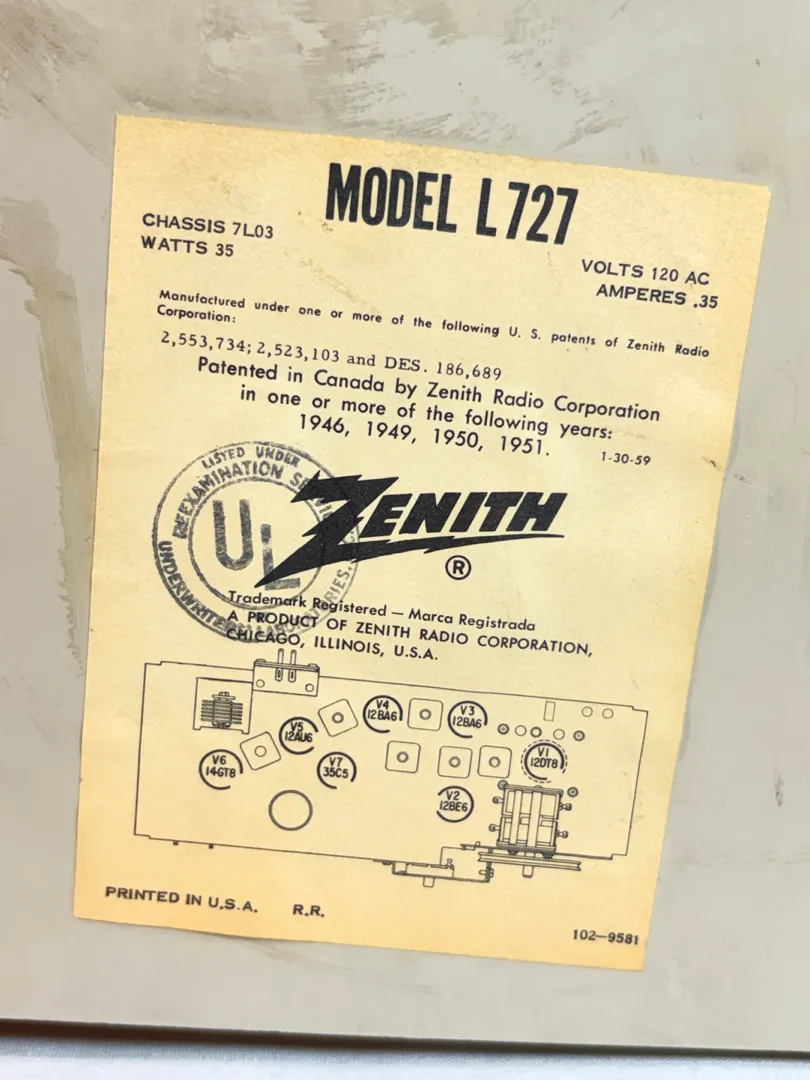 MODEL L727
CHASSIS 7L03
WATTS 35
VOLTS 120 AC
AMPERES .35
Manufactured under one or more of the following U. S. patents of Zenith Radio
Corporation:
2,553,734; 2,523,103 and DES. 186,689
Patented in Canada by Zenith Radio Corporation
in one or more of the following years:
1946, 1949, 1950, 1951.
1-30-59
LISTED UNDER
REEXAMINATION SERVICE
UL
UNDERWRITERS LABORATORIES, INC.
ZENITH
®
Trademark Registered — Marca Registrada
A PRODUCT OF ZENITH RADIO CORPORATION,
CHICAGO, ILLINOIS, U.S.A.
V4
12BA6
V3
12BA6
V5
12AU6
V1
12DT8
V6
14GT8
V7
35C5
V2
12BE6
PRINTED IN U.S.A. R.R.
102—9581